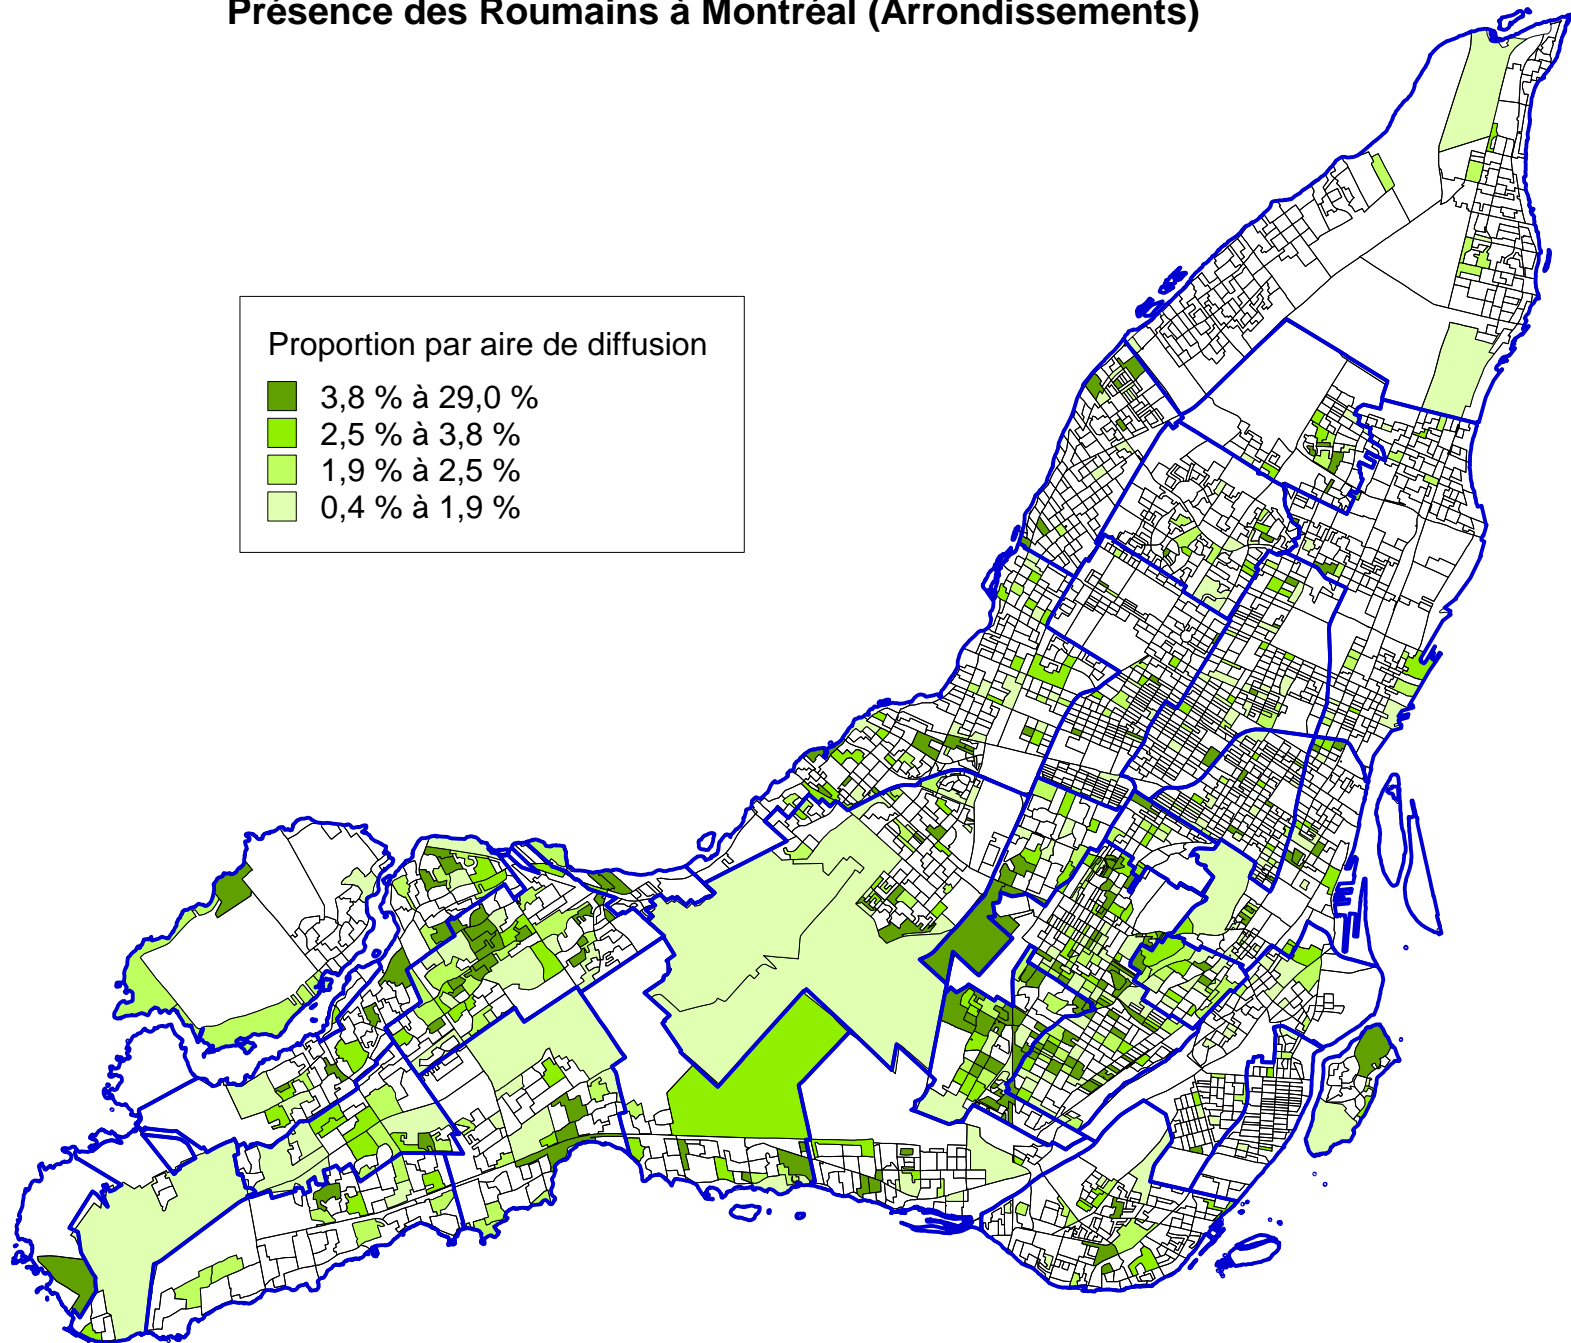 Présence des Roumains à Montréal (Arrondissements)
Proportion par aire de diffusion
3,8 % à 29,0 %
2,5 % à 3,8 %
1,9 % à 2,5 %
0,4 % à 1,9 %